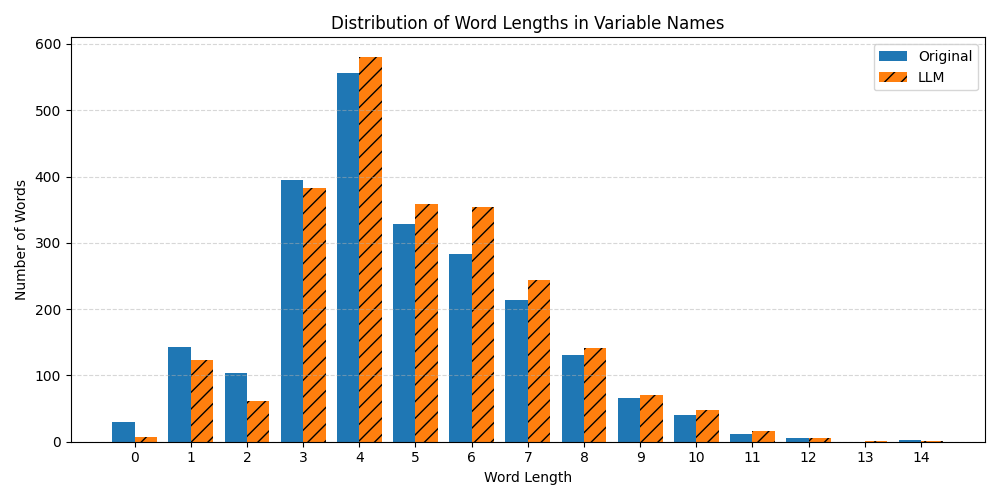 Distribution of Word Lengths in Variable Names
600
500
400
300
200
100
0
Number of Words
Original
LLM
0 1 2 3 4 5 6 7 8 9 10 11 12 13 14
Word Length